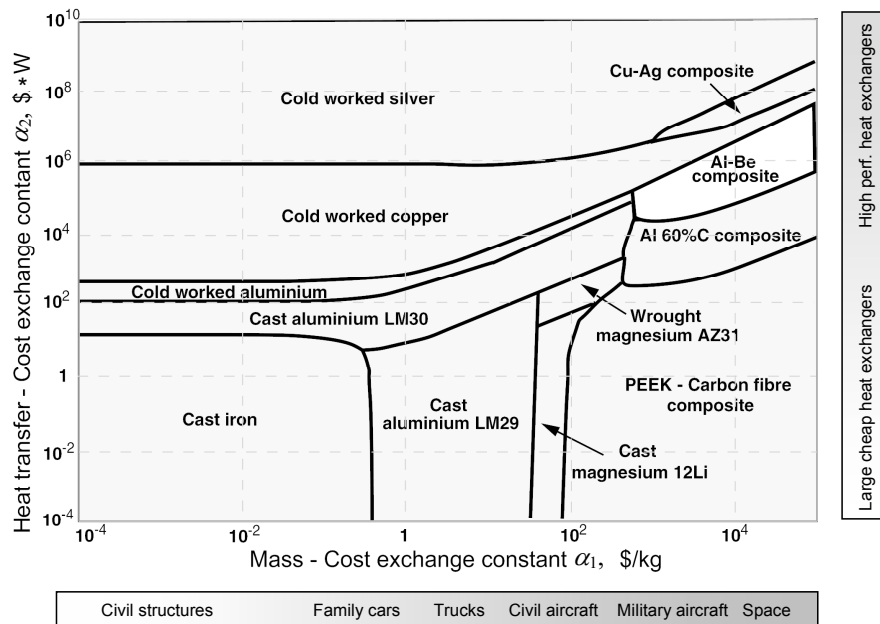 10^10
10^8
10^6
10^4
10^2
1
10^-2
10^-4
Heat transfer - Cost exchange contant α2, $.*W
Cu-Ag composite
Cold worked silver
Al-Be
composite
Cold worked copper
Al 60%C composite
Cold worked aluminium
Cast aluminium LM30
Wrought
magnesium AZ31
PEEK - Carbon fibre
composite
Cast iron
Cast
aluminium LM29
Cast
magnesium 12Li
10^-4
10^-2
1
10^2
10^4
Mass - Cost exchange constant α1, $/kg
High perf. heat exchangers
Large cheap heat exchangers
Civil structures Family cars Trucks Civil aircraft Military aircraft Space